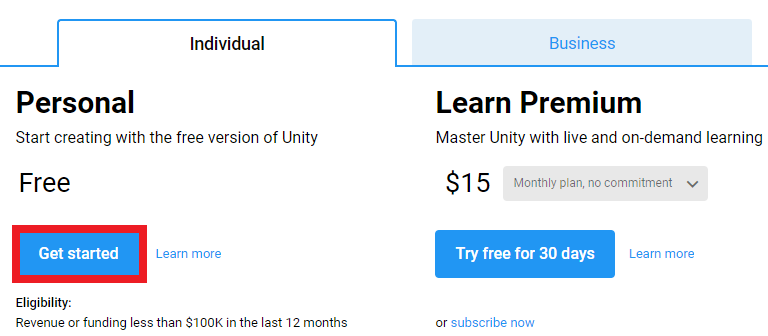 Individual
Business
Personal
Learn Premium
Start creating with the free version of Unity
Master Unity with live and on-demand learning
Free
$15
Monthly plan, no commitment
Get started
Learn more
Try free for 30 days
Learn more
Eligibility:
Revenue or funding less than $100K in the last 12 months
or subscribe now